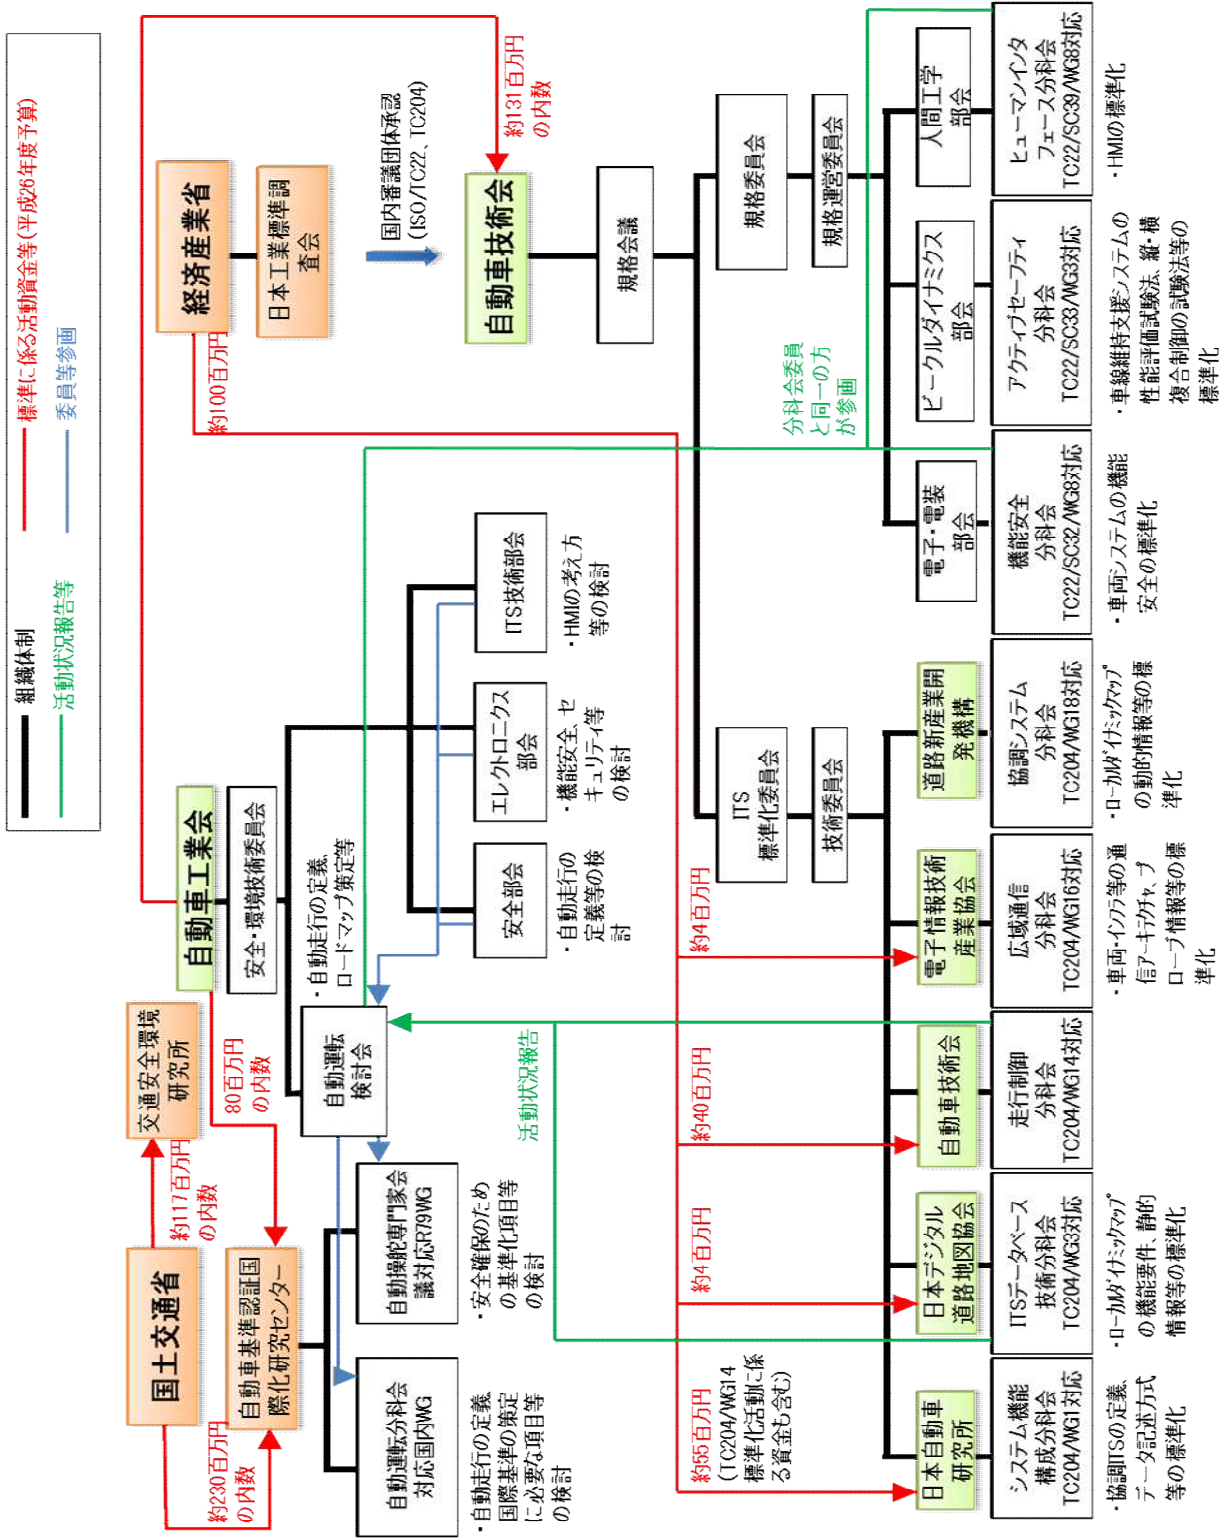 組織体制
標準に係る活動資金等(平成26年度予算)
活動状況報告等
委員等参画
国土交通省
約117百万円
の内数
交通安全環境
研究所
約230百万円
の内数
自動車基準認証国
際化研究センター
80百万円
の内数
自動運転分科会
対応国内WG
・自動走行の定義、
国際基準の策定
に必要な項目等
の検討
自動操舵専門家会
議対応R79WG
・安全確保のため
の基準化項目等
の検討
自動車工業会
安全・環境技術委員会
自動運転
検討会
・自動走行の定義、
ロードマップ策定等
安全部会
・自動走行の
定義等の検
討
エレクトロニクス
部会
・機能安全、セ
キュリティ等
の検討
ITS技術部会
・HMIの考え方
等の検討
経済産業省
日本工業標準調
査会
約100百万円
国内審議団体承認
(ISO/TC22、TC204)
自動車技術会
約131百万円
の内数
規格会議
活動状況報告
分科会委員
と同一の方
が参画
ITS
標準化委員会
技術委員会
規格委員会
規格運営委員会
約55百万円
(TC204/WG14
標準化活動に係
る資金も含む)
約4百万円
約40百万円
約4百万円
日本自動車
研究所
システム機能
構成分科会
TC204/WG1対応
・協調ITSの定義、
データ記述方式
等の標準化
日本デジタル
道路地図協会
ITSデータベース
技術分科会
TC204/WG3対応
・ローカルダイナミックマップ
の機能要件、静的
情報等の標準化
自動車技術会
走行制御
分科会
TC204/WG14対応
電子情報技術
産業協会
広域通信
分科会
TC204/WG16対応
・車両・インフラ等の通
信アーキテクチャ、プ
ローブ情報等の標
準化
道路新産業開
発機構
協調システム
分科会
TC204/WG18対応
・ローカルダイナミックマップ
の動的情報等の標
準化
電子・電装
部会
機能安全
分科会
TC22/SC32/WG8対応
・車両システムの機能
安全の標準化
ビークルダイナミクス
部会
アクティブセーフティ
分科会
TC22/SC33/WG3対応
・車線維持支援システムの
性能評価試験法、縦・横
複合制御の試験法等の
標準化
人間工学
部会
ヒューマンインタ
フェース分科会
TC22/SC39/WG8対応
・HMIの標準化